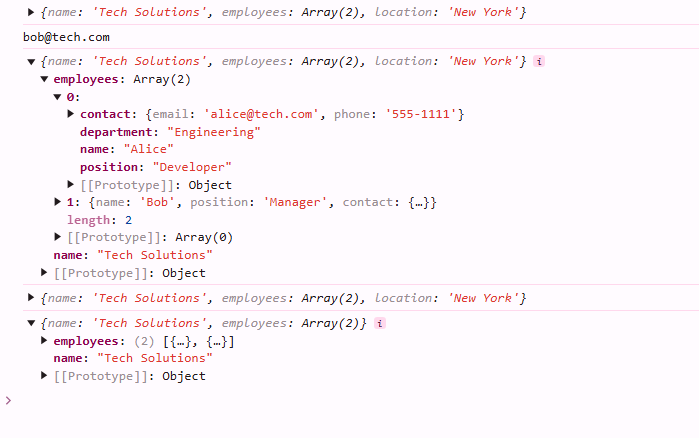 {name: 'Tech Solutions', employees: Array(2), location: 'New York'}
bob@tech.com
{name: 'Tech Solutions', employees: Array(2), location: 'New York'} i
employees: Array(2)
0:
contact: {email: 'alice@tech.com', phone: '555-1111'}
department: "Engineering"
name: "Alice"
position: "Developer"
[[Prototype]]: Object
1: {name: 'Bob', position: 'Manager', contact: {…}}
length: 2
[[Prototype]]: Array(0)
name: "Tech Solutions"
[[Prototype]]: Object
{name: 'Tech Solutions', employees: Array(2), location: 'New York'}
{name: 'Tech Solutions', employees: Array(2)} i
employees: (2) [{…}, {…}]
name: "Tech Solutions"
[[Prototype]]: Object